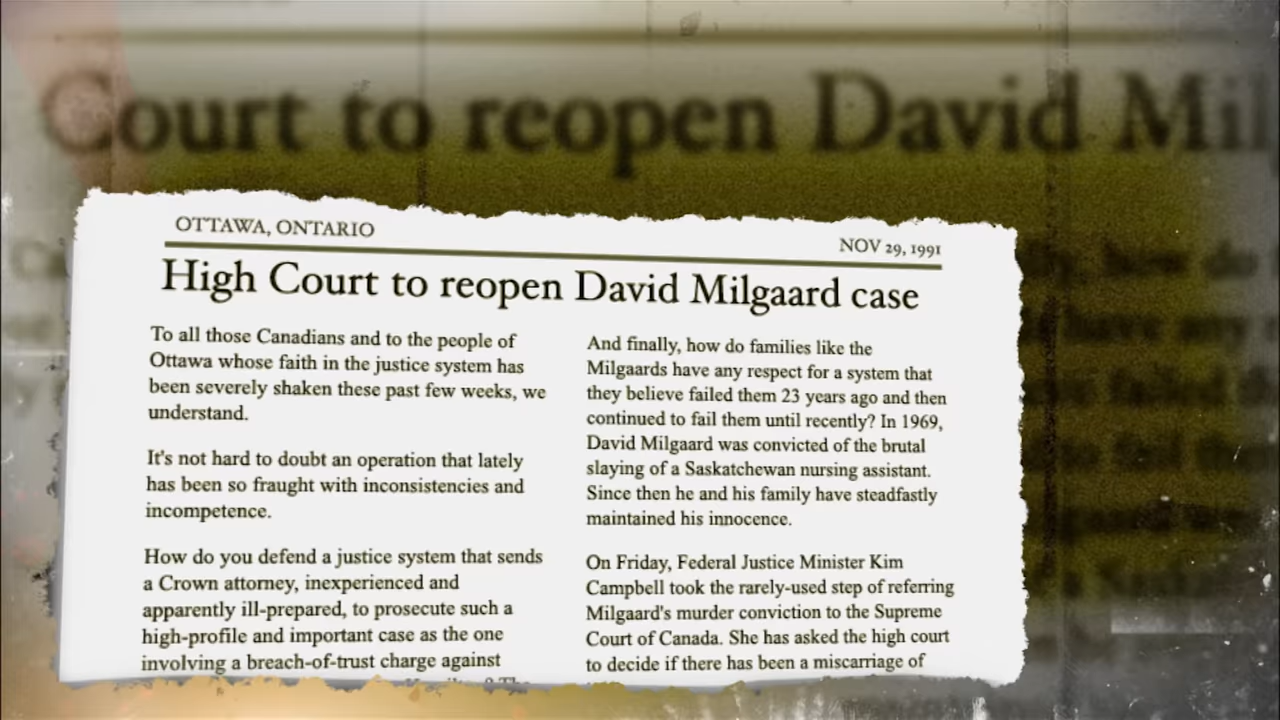 Court to reopen David Mil
OTTAWA, ONTARIO
NOV 29, 1991
High Court to reopen David Milgaard case
To all those Canadians and to the people of
Ottawa whose faith in the justice system has
been severely shaken these past few weeks, we
understand.
It's not hard to doubt an operation that lately
has been so fraught with inconsistencies and
incompetence.
How do you defend a justice system that sends
a Crown attorney, inexperienced and
apparently ill-prepared, to prosecute such a
high-profile and important case as the one
involving a breach-of-trust charge against
And finally, how do families like the
Milgaards have any respect for a system that
they believe failed them 23 years ago and then
continued to fail them until recently? In 1969,
David Milgaard was convicted of the brutal
slaying of a Saskatchewan nursing assistant.
Since then he and his family have steadfastly
maintained his innocence.
On Friday, Federal Justice Minister Kim
Campbell took the rarely-used step of referring
Milgaard's murder conviction to the Supreme
Court of Canada. She has asked the high court
to decide if there has been a miscarriage of